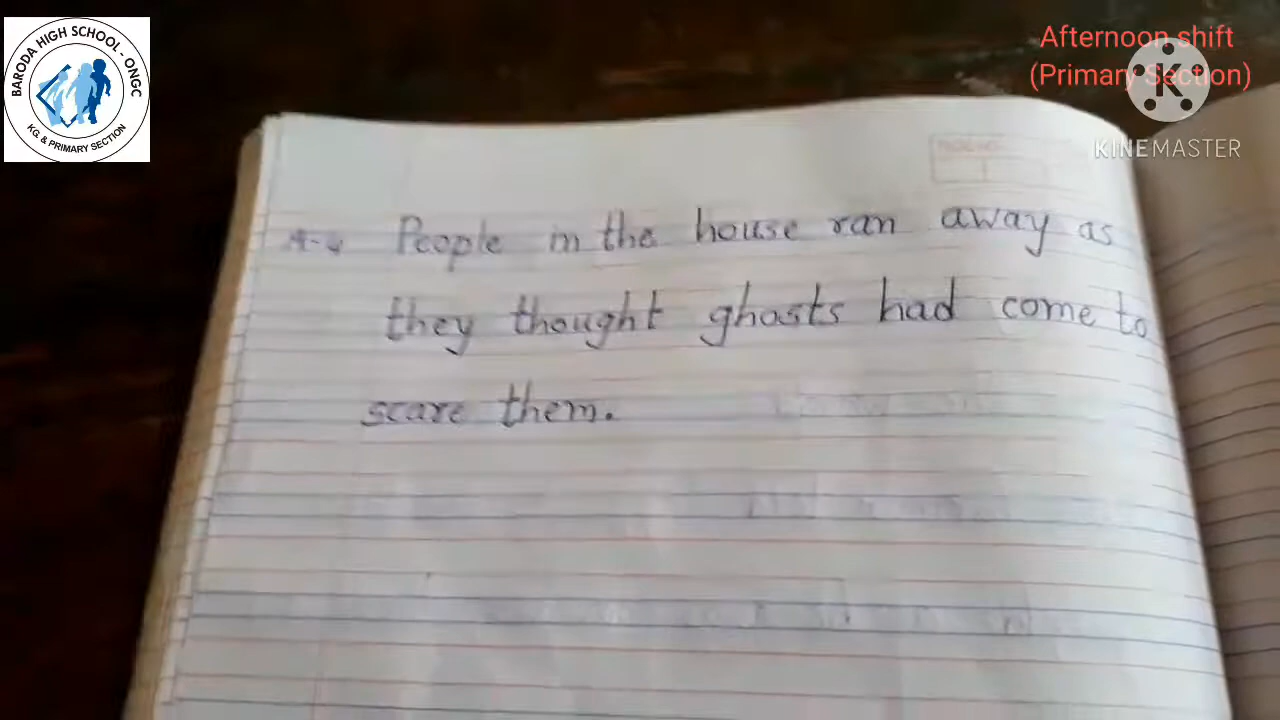 BARODA HIGH SCHOOL - ONGC
KG & PRIMARY SECTION
Afternoon shift
(Primary Section)
K
KINEMASTER
People in the house ran away as
they thought ghosts had come to
scare them.